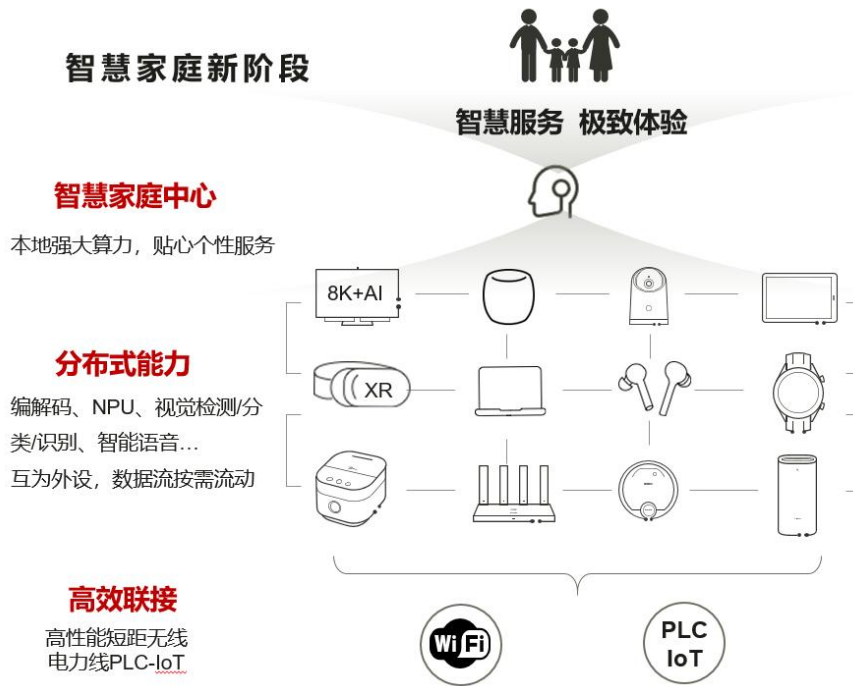 智慧家庭新阶段
智慧服务 极致体验
智慧家庭中心
本地强大算力，贴心个性服务
8K+AI
分布式能力
XR
编解码、NPU、视觉检测/分
类/识别、智能语音…
互为外设，数据流按需流动
高效联接
高性能短距无线
电力线PLC-IoT
WiFi
PLC
IoT